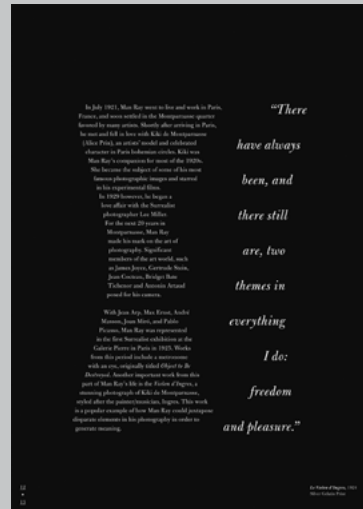 In July 1921, Man Ray went to live and work in Paris,
France, and soon settled in the Montparnasse quarter
favored by many artists. Shortly after arriving in Paris,
he met and fell in love with Kiki de Montparnasse
(Alice Prin), an artists' model and celebrated
character in Paris bohemian circles. Kiki was
Man Ray's companion for most of the 1920s.
She became the subject of some of his most
famous photographic images and starred
in his experimental films.
In 1929 however, he began a
love affair with the Surrealist
photographer Lee Miller.
For the next 20 years in
Montparnasse, Man Ray
made his mark on the art of
photography. Significant
members of the art world, such
as James Joyce, Gertrude Stein,
Jean Cocteau, Bridget Bate
Tichenor and Antonin Artaud
posed for his camera.
With Jean Arp, Max Ernst, André
Masson, Joan Miró, and Pablo
Picasso, Man Ray was represented
in the first Surrealist exhibition at the
Galerie Pierre in Paris in 1925. Works
from this period include a metronome
with an eye, originally titled Object to Be
Destroyed. Another important work from this
part of Man Ray's life is the Violon d'Ingres, a
stunning photograph of Kiki de Montparnasse,
styled after the painter/musician, Ingres. This work
is a popular example of how Man Ray could juxtapose
disparate elements in his photography in order to
generate meaning.
"There
have always
been, and
there still
are, two
themes in
everything
I do:
freedom
and pleasure."
Le Violon d'Ingres, 1924